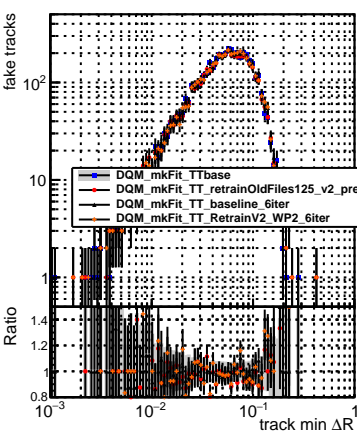 fake tracks
10²
10
1
DQM_mkFit_TTbase
DQM_mkFit_TT_retrainOldFiles125_v2_pre
DQM_mkFit_TT_baseline_6iter
DQM_mkFit_TT_RetrainV2_WP2_6iter
Ratio
1.4
1.2
1
0.8
10⁻³ 10⁻² 10⁻¹ 1
track min ΔR